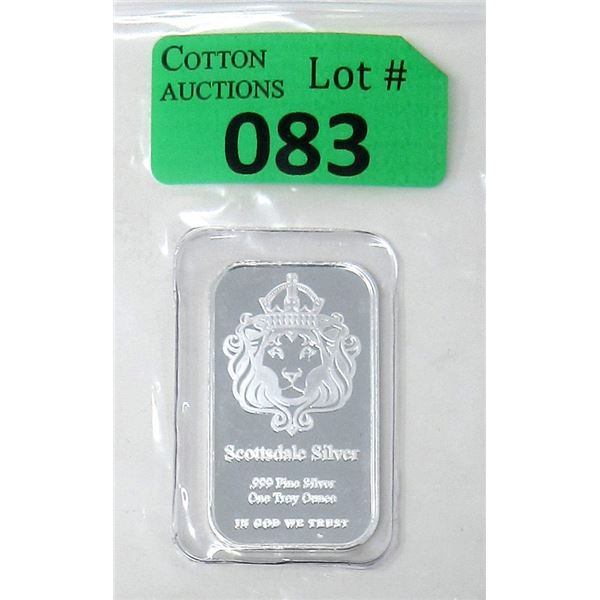 COTTON
AUCTIONS
Lot #
083
Scottsdale Silver
.999 Fine Silver
One Troy Ounce
IN GOD WE TRUST